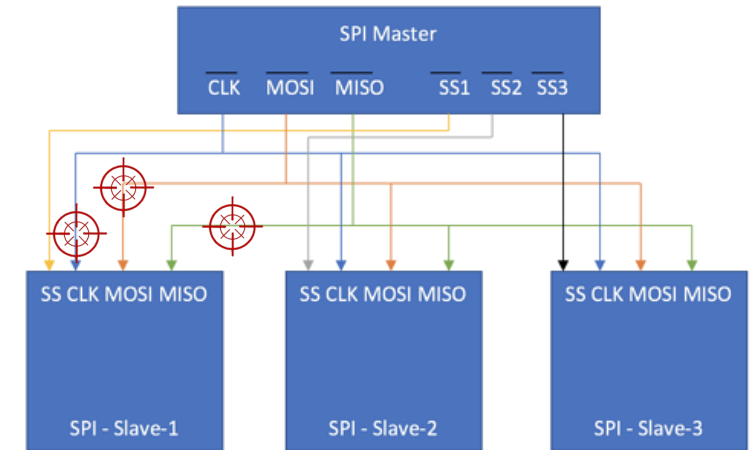 SPI Master
CLK MOSI MISO SS1 SS2 SS3
SS CLK MOSI MISO
SS CLK MOSI MISO
SS CLK MOSI MISO
SPI - Slave-1
SPI - Slave-2
SPI - Slave-3